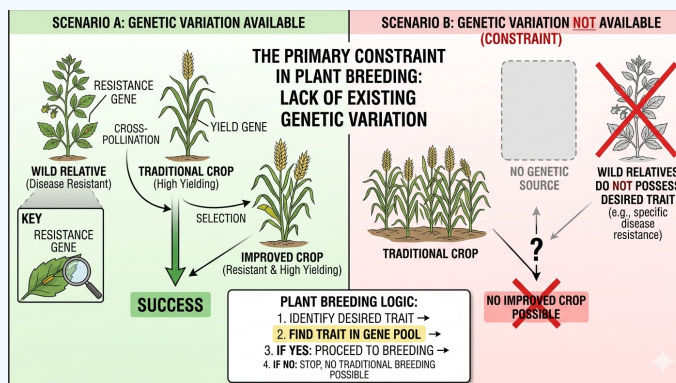 SCENARIO A: GENETIC VARIATION AVAILABLE
SCENARIO B: GENETIC VARIATION NOT AVAILABLE
(CONSTRAINT)
THE PRIMARY CONSTRAINT
IN PLANT BREEDING:
LACK OF EXISTING
GENETIC VARIATION
RESISTANCE
GENE
CROSS-
POLLINATION
YIELD GENE
WILD RELATIVE
(Disease Resistant)
TRADITIONAL CROP
(High Yielding)
SELECTION
KEY
RESISTANCE
GENE
IMPROVED CROP
(Resistant & High Yielding)
SUCCESS
NO GENETIC
SOURCE
WILD RELATIVES
DO NOT POSSESS
DESIRED TRAIT
(e.g., specific
disease
resistance)
TRADITIONAL CROP
?
NO IMPROVED CROP
POSSIBLE
PLANT BREEDING LOGIC:
1. IDENTIFY DESIRED TRAIT →
2. FIND TRAIT IN GENE POOL →
3. IF YES: PROCEED TO BREEDING →
4. IF NO: STOP, NO TRADITIONAL BREEDING
POSSIBLE